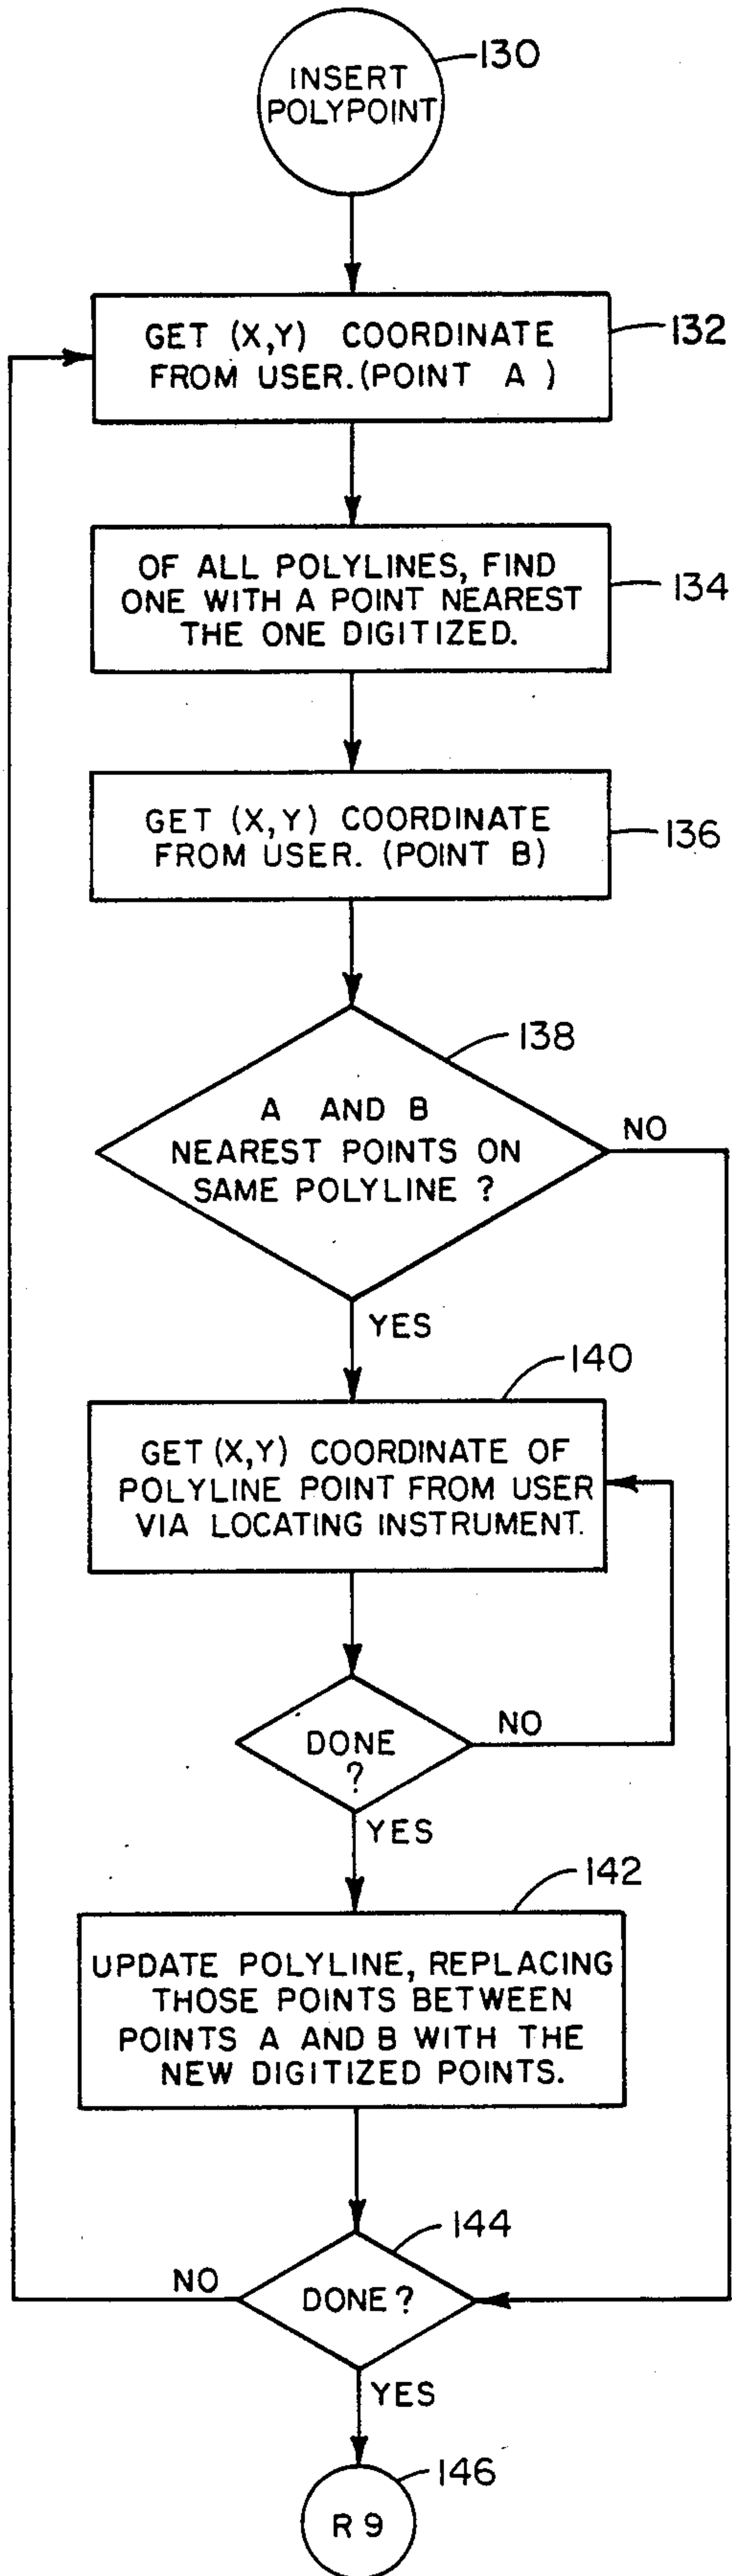 INSERT
POLYPOINT
130
GET (X,Y) COORDINATE
FROM USER. (POINT A )
132
OF ALL POLYLINES, FIND
ONE WITH A POINT NEAREST
THE ONE DIGITIZED.
134
GET (X,Y) COORDINATE
FROM USER. (POINT B)
136
138
A AND B
NEAREST POINTS ON
SAME POLYLINE ?
NO
YES
140
GET (X,Y) COORDINATE OF
POLYLINE POINT FROM USER
VIA LOCATING INSTRUMENT.
DONE
?
NO
YES
142
UPDATE POLYLINE, REPLACING
THOSE POINTS BETWEEN
POINTS A AND B WITH THE
NEW DIGITIZED POINTS.
144
NO
DONE ?
YES
146
R 9